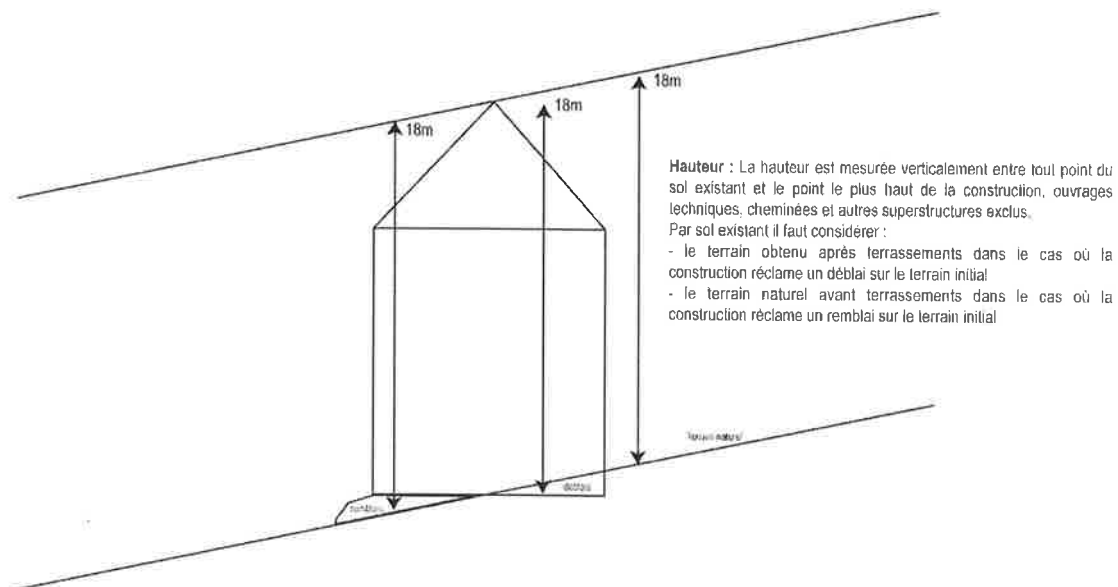 18m
18m
18m
Hauteur : La hauteur est mesurée verticalement entre tout point du
sol existant et le point le plus haut de la construction, ouvrages
techniques, cheminées et autres superstructures exclus.
Par sol existant il faut considérer :
- le terrain obtenu après terrassements dans le cas où la
construction réclame un déblai sur le terrain initial
- le terrain naturel avant terrassements dans le cas où la
construction réclame un remblai sur le terrain initial
Terrain naturel
déblais
remblais